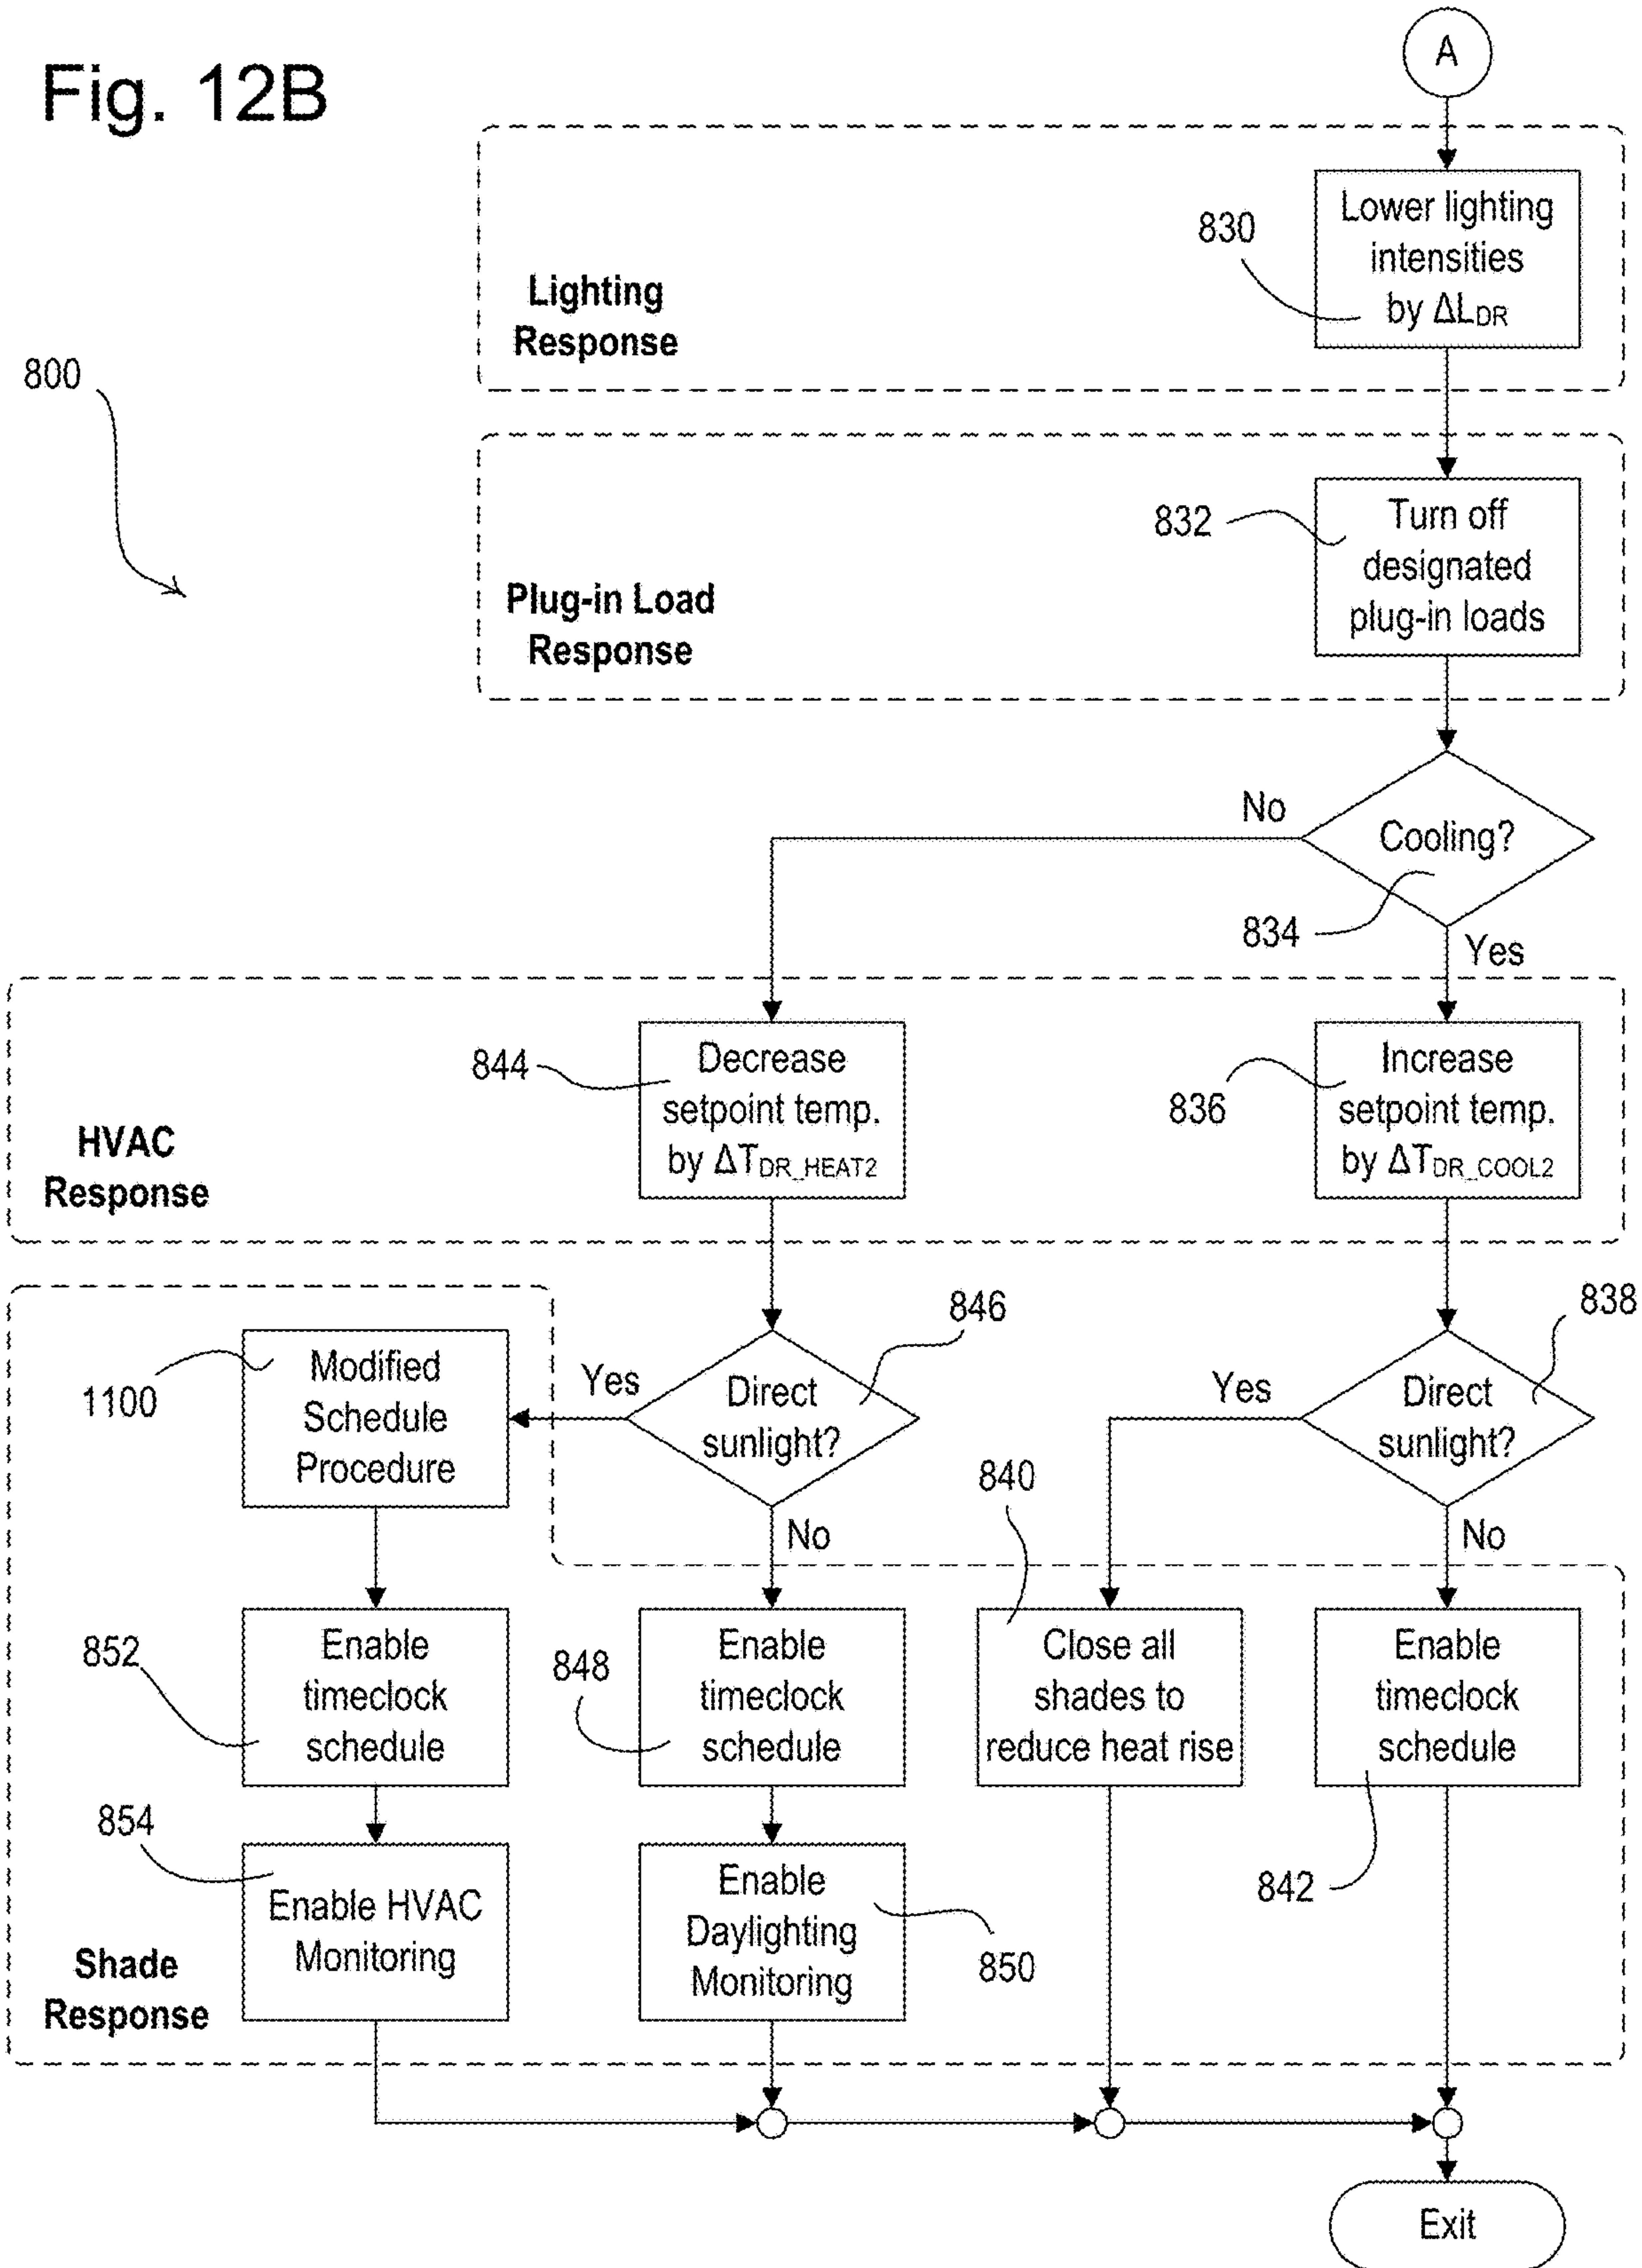 Fig. 12B
A
830
Lower lighting
intensities
by ΔLDR
Lighting
Response
800
832
Turn off
designated
plug-in loads
Plug-in Load
Response
No
Cooling?
834
Yes
844
Decrease
setpoint temp.
by ΔTDR_HEAT2
836
Increase
setpoint temp.
by ΔTDR_COOL2
HVAC
Response
1100
Modified
Schedule
Procedure
Yes
846
Direct
sunlight?
No
Yes
838
Direct
sunlight?
No
840
852
Enable
timeclock
schedule
848
Enable
timeclock
schedule
Close all
shades to
reduce heat rise
Enable
timeclock
schedule
842
854
Enable HVAC
Monitoring
Enable
Daylighting
Monitoring
850
Shade
Response
Exit